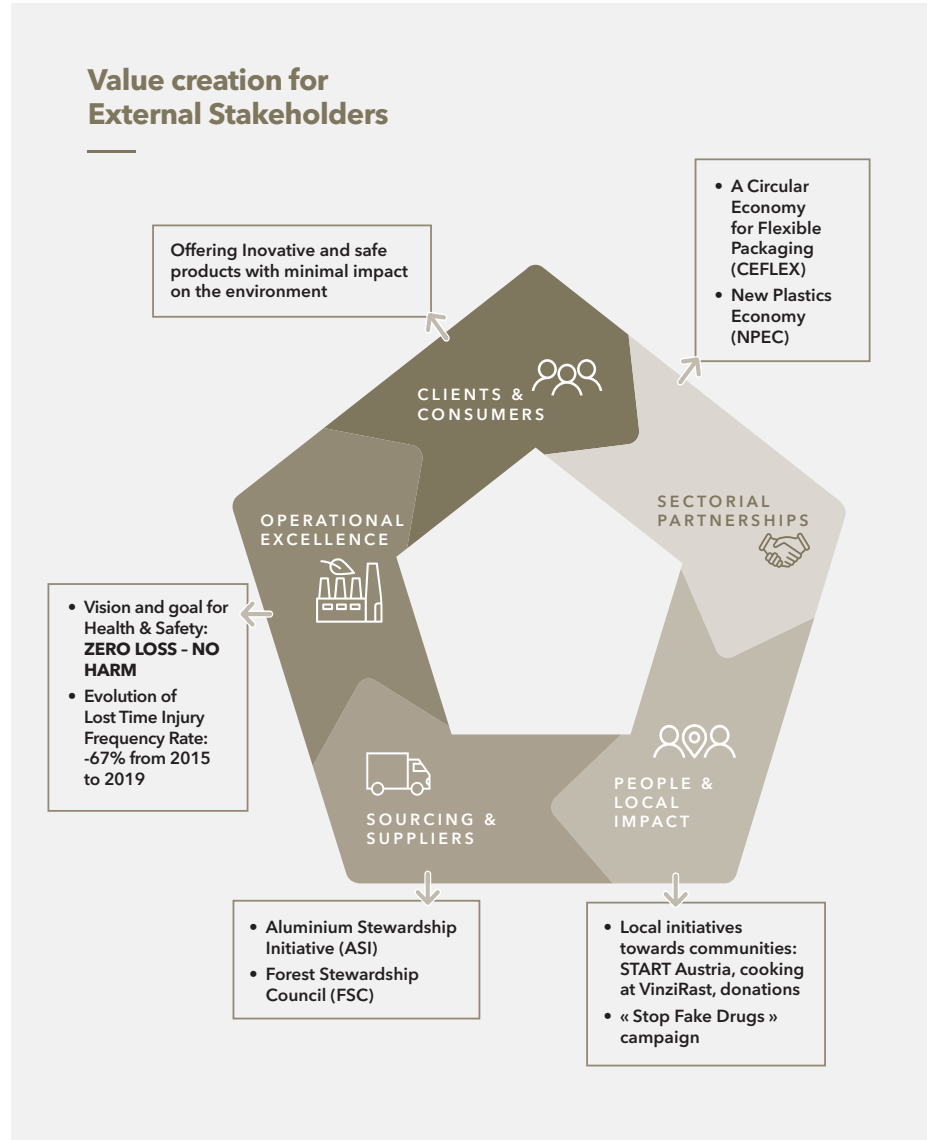 Value creation for
External Stakeholders
Offering Inovative and safe
products with minimal impact
on the environment
• A Circular
Economy
for Flexible
Packaging
(CEFLEX)
• New Plastics
Economy
(NPEC)
CLIENTS &
CONSUMERS
SECTORIAL
PARTNERSHIPS
OPERATIONAL
EXCELLENCE
• Vision and goal for
Health & Safety:
ZERO LOSS – NO
HARM
• Evolution of
Lost Time Injury
Frequency Rate:
-67% from 2015
to 2019
PEOPLE &
LOCAL
IMPACT
SOURCING &
SUPPLIERS
• Aluminium Stewardship
Initiative (ASI)
• Forest Stewardship
Council (FSC)
• Local initiatives
towards communities:
START Austria, cooking
at VinziRast, donations
• « Stop Fake Drugs »
campaign